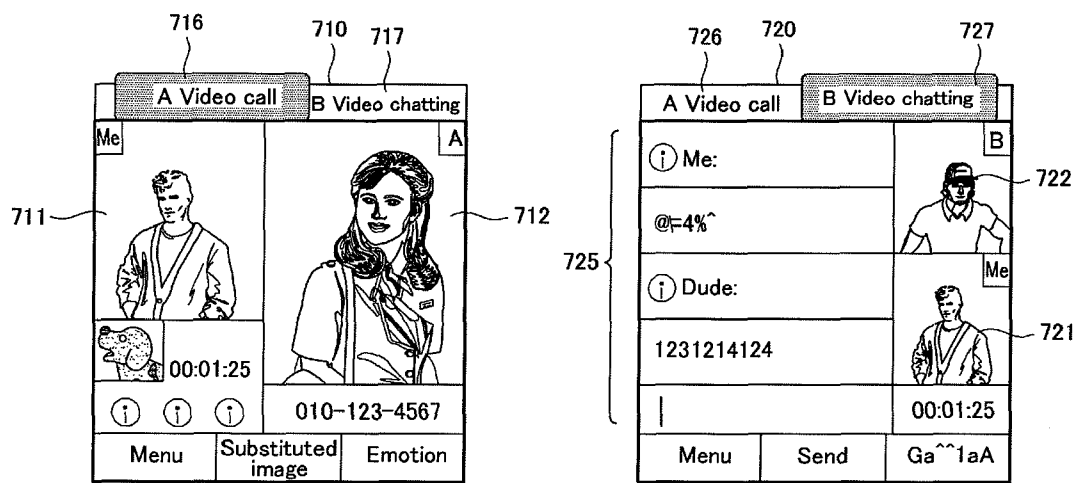 716
710
717
A Video call
B Video chatting
Me
A
711
712
00:01:25
010-123-4567
Menu
Substituted
image
Emotion
726
720
727
A Video call
B Video chatting
B
Me:
722
@=4%^
725
Me
Dude:
721
1231214124
00:01:25
Menu
Send
Ga^^1aA